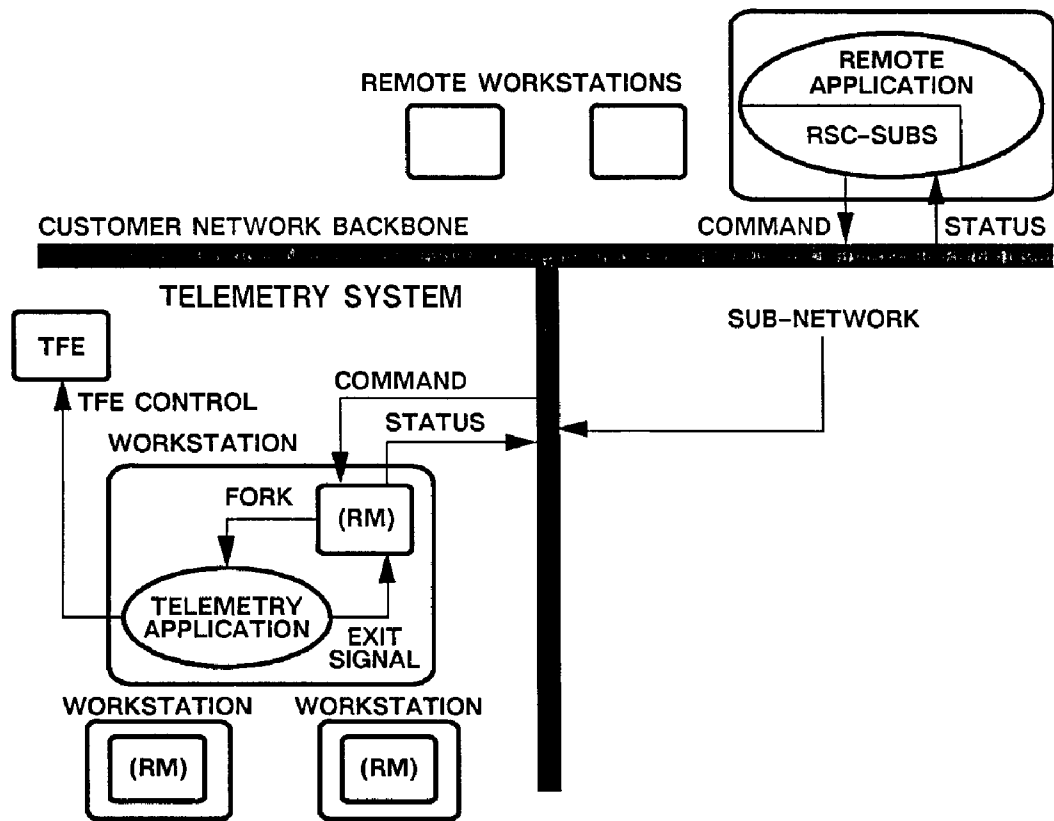 REMOTE
APPLICATION
REMOTE WORKSTATIONS
RSC-SUBS
CUSTOMER NETWORK BACKBONE
COMMAND
STATUS
TELEMETRY SYSTEM
SUB-NETWORK
TFE
COMMAND
TFE CONTROL
STATUS
WORKSTATION
FORK
(RM)
TELEMETRY
APPLICATION
EXIT
SIGNAL
WORKSTATION
WORKSTATION
(RM)
(RM)